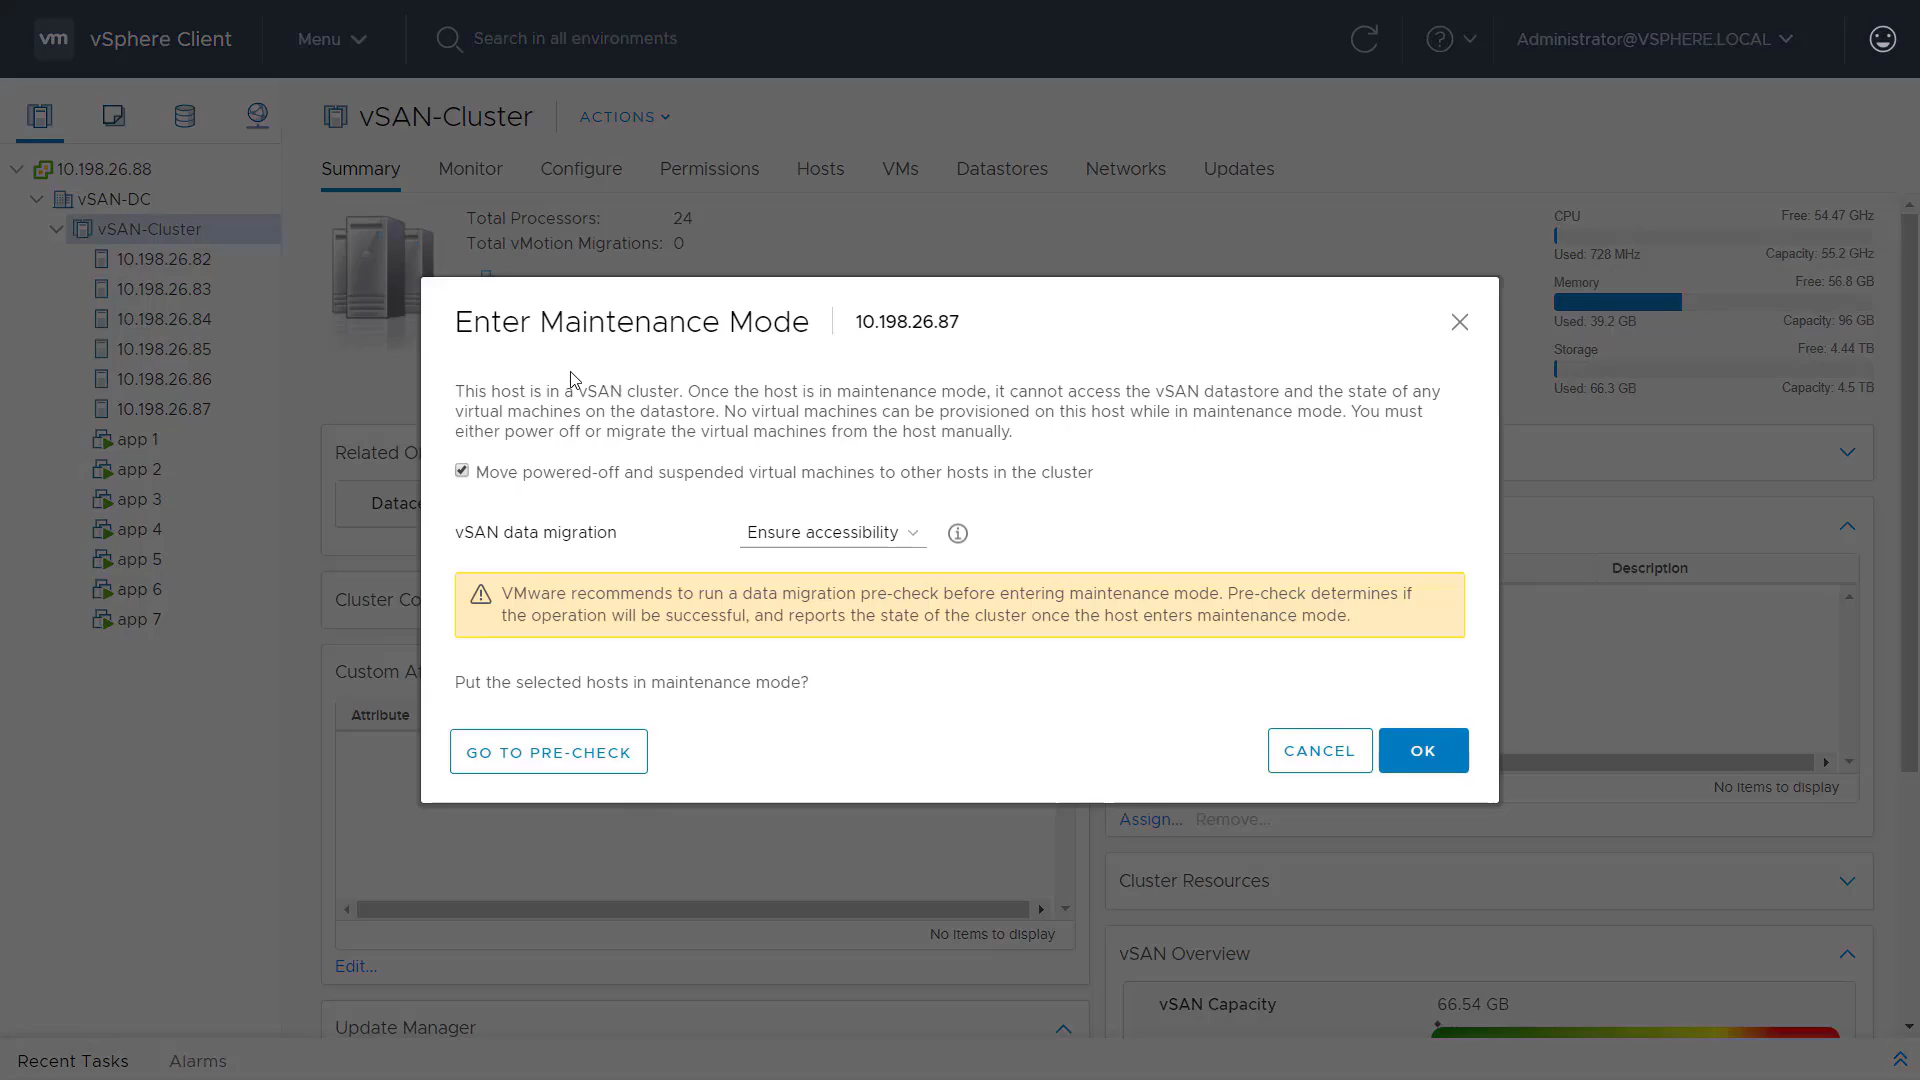 vm vSphere Client Menu Search in all environments Administrator@VSPHERE.LOCAL
vSAN-Cluster ACTIONS
Summary Monitor Configure Permissions Hosts VMs Datastores Networks Updates
10.198.26.88
vSAN-DC
vSAN-Cluster
10.198.26.82
10.198.26.83
10.198.26.84
10.198.26.85
10.198.26.86
10.198.26.87
app 1
app 2
app 3
app 4
app 5
app 6
app 7
Total Processors: 24
Total vMotion Migrations: 0
CPU Free: 54.47 GHz
Used: 728 MHz Capacity: 55.2 GHz
Memory Free: 56.8 GB
Used: 39.2 GB Capacity: 96 GB
Storage Free: 4.44 TB
Used: 66.3 GB Capacity: 4.5 TB
Enter Maintenance Mode 10.198.26.87
This host is in a vSAN cluster. Once the host is in maintenance mode, it cannot access the vSAN datastore and the state of any
virtual machines on the datastore. No virtual machines can be provisioned on this host while in maintenance mode. You must
either power off or migrate the virtual machines from the host manually.
Move powered-off and suspended virtual machines to other hosts in the cluster
vSAN data migration Ensure accessibility
VMware recommends to run a data migration pre-check before entering maintenance mode. Pre-check determines if
the operation will be successful, and reports the state of the cluster once the host enters maintenance mode.
Put the selected hosts in maintenance mode?
GO TO PRE-CHECK CANCEL OK
Related O
Datac
Cluster Co
Custom A
Attribute
No items to display
Edit...
Update Manager
Description
No items to display
Assign... Remove...
Cluster Resources
vSAN Overview
vSAN Capacity 66.54 GB
Recent Tasks Alarms